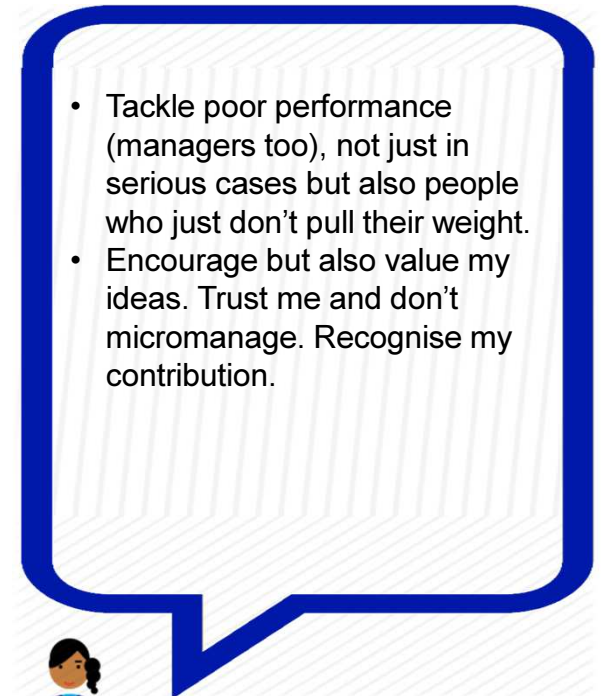 • Tackle poor performance
(managers too), not just in
serious cases but also people
who just don’t pull their weight.
• Encourage but also value my
ideas. Trust me and don’t
micromanage. Recognise my
contribution.